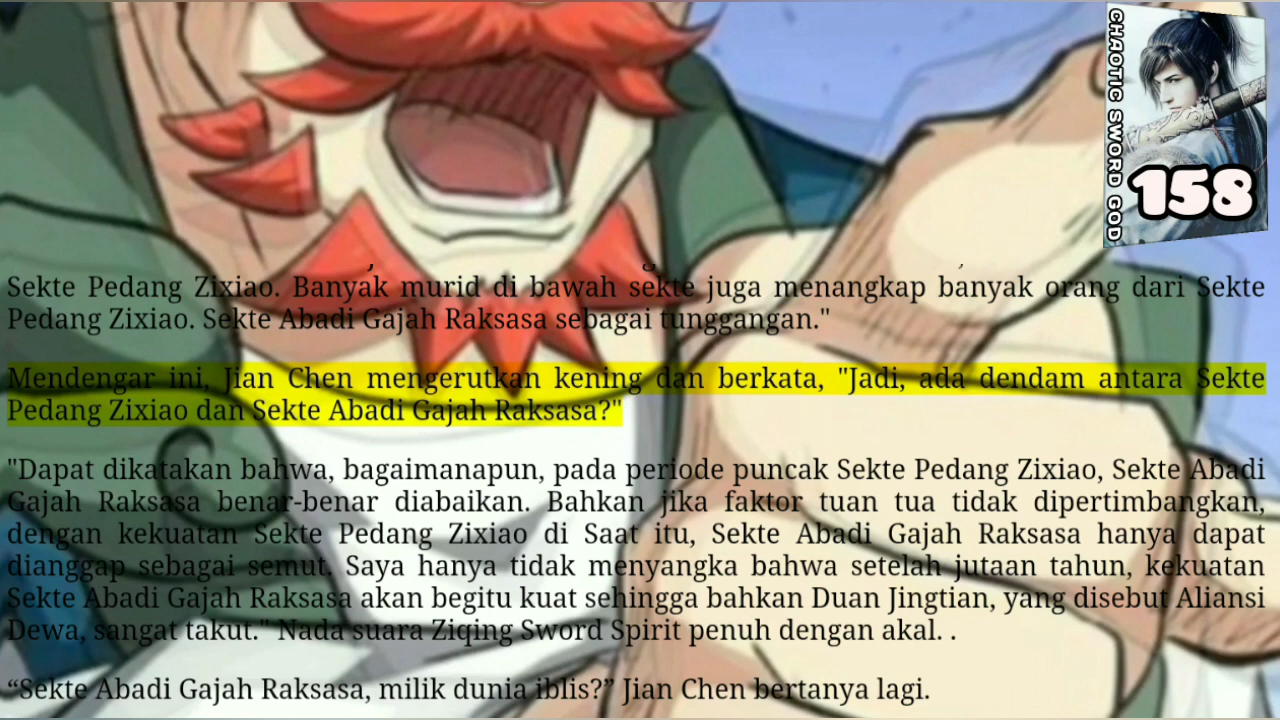 CHAOTIC SWORD GOD
158
Sekte Pedang Zixiao. Banyak murid di bawah sekte juga menangkap banyak orang dari Sekte
Pedang Zixiao. Sekte Abadi Gajah Raksasa sebagai tunggangan."
Mendengar ini, Jian Chen mengerutkan kening dan berkata, "Jadi, ada dendam antara Sekte
Pedang Zixiao dan Sekte Abadi Gajah Raksasa?"
"Dapat dikatakan bahwa, bagaimanapun, pada periode puncak Sekte Pedang Zixiao, Sekte Abadi
Gajah Raksasa benar-benar diabaikan. Bahkan jika faktor tuan tua tidak dipertimbangkan,
dengan kekuatan Sekte Pedang Zixiao di Saat itu, Sekte Abadi Gajah Raksasa hanya dapat
dianggap sebagai semut. Saya hanya tidak menyangka bahwa setelah jutaan tahun, kekuatan
Sekte Abadi Gajah Raksasa akan begitu kuat sehingga bahkan Duan Jingtian, yang disebut Aliansi
Dewa, sangat takut." Nada suara Ziqing Sword Spirit penuh dengan akal. .
“Sekte Abadi Gajah Raksasa, milik dunia iblis?” Jian Chen bertanya lagi.